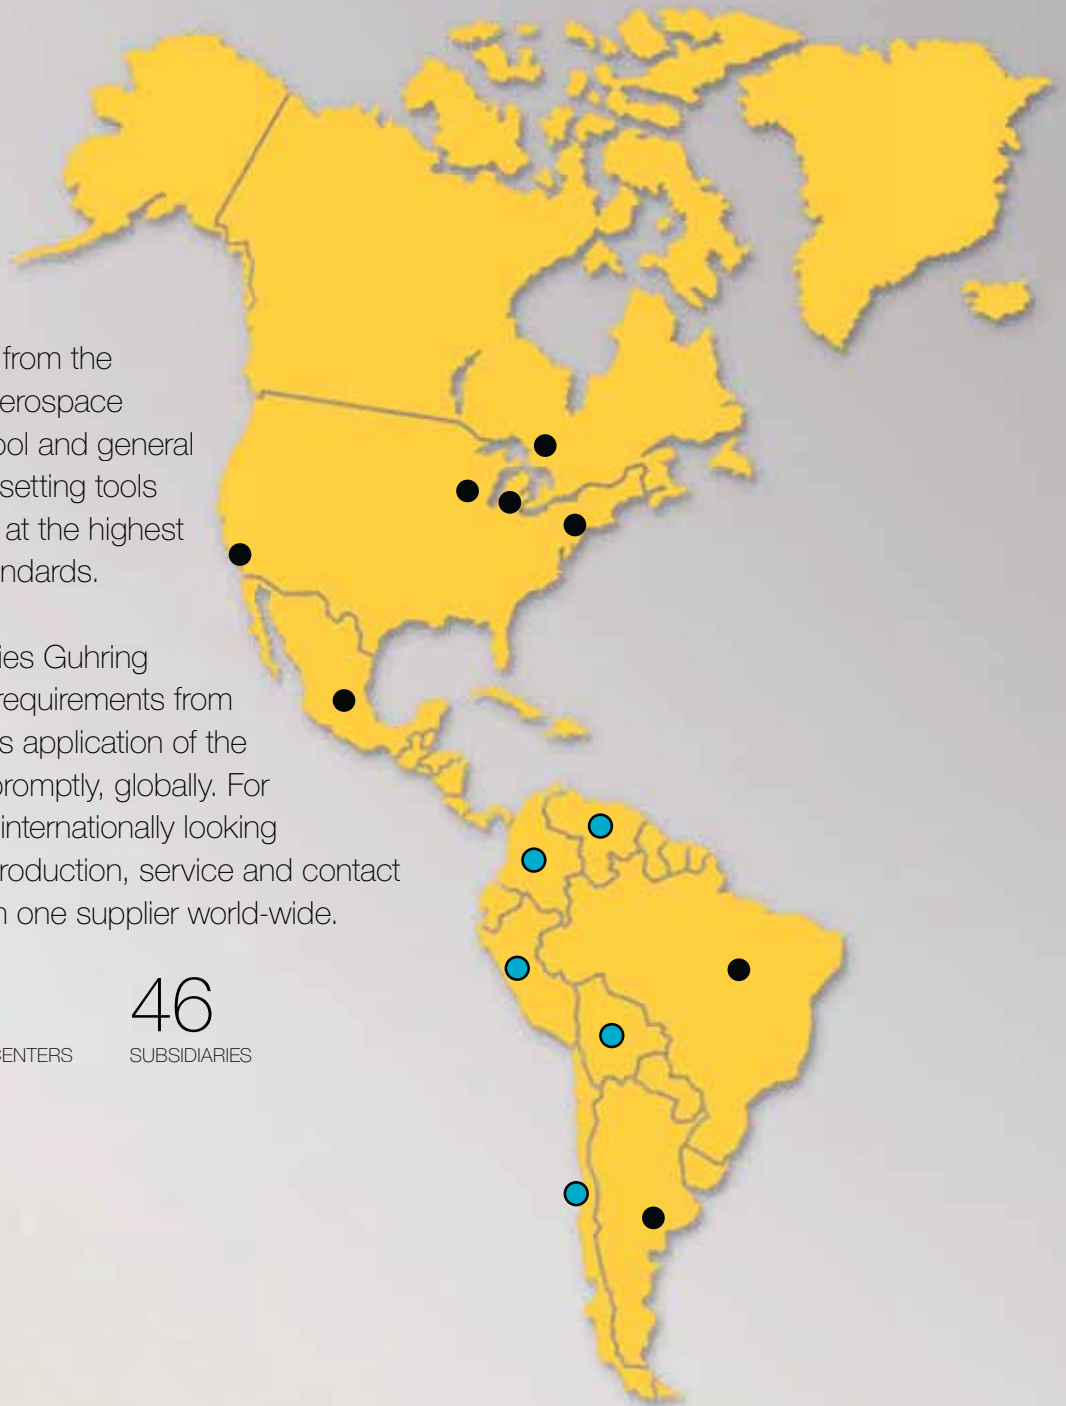 from the
erospace
ool and general
setting tools
at the highest
ndards.
ies Guhring
requirements from
s application of the
promptly, globally. For
internationally looking
roduction, service and contact
n one supplier world-wide.
46
ENTERS SUBSIDIARIES